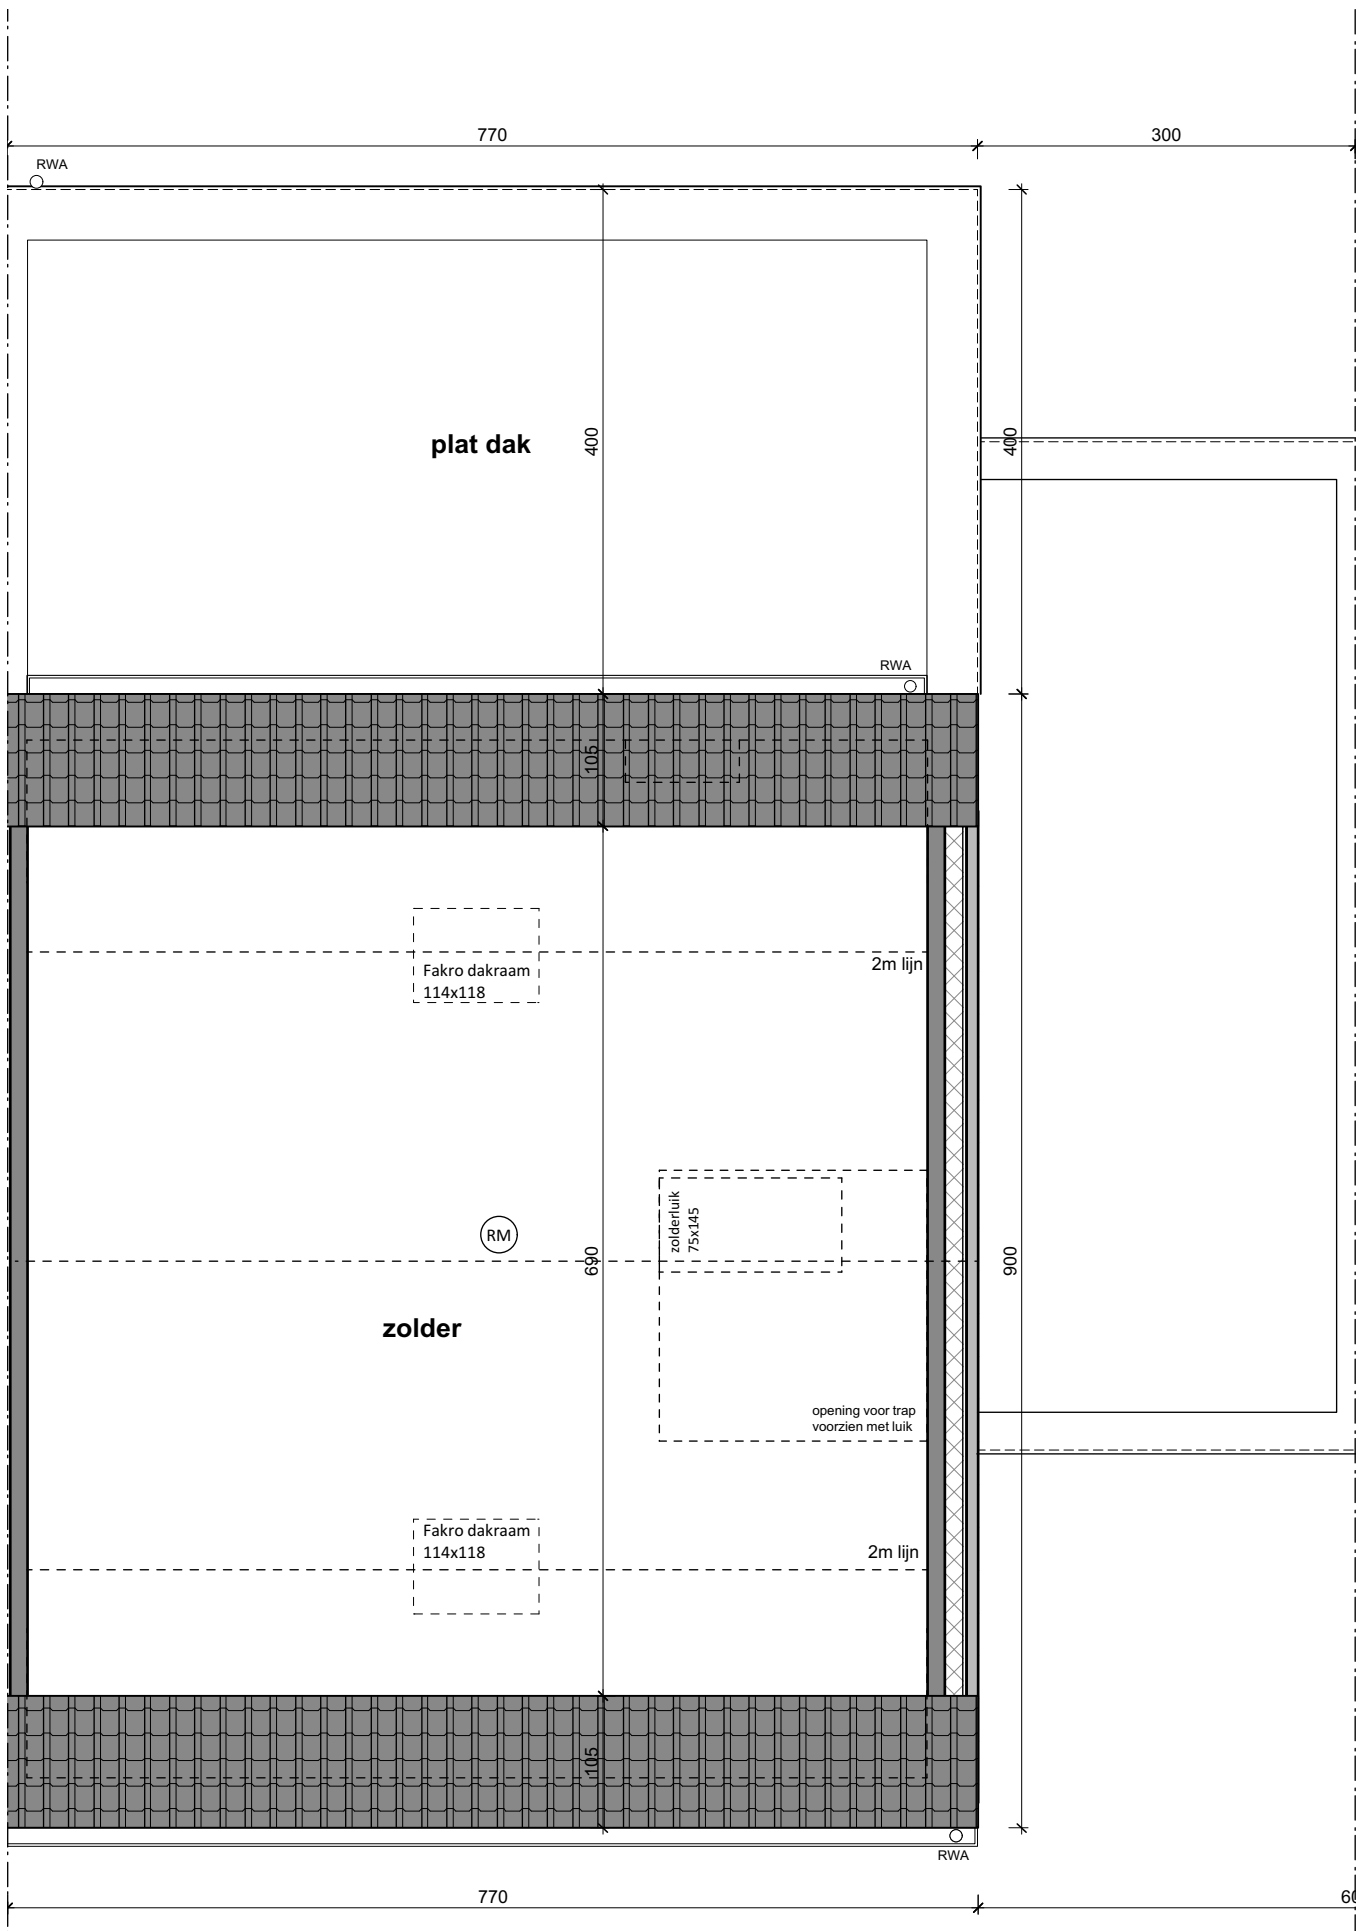 770
300
RWA
plat dak
400
400
RWA
105
2m lijn
Fakro dakraam
114x118
zolderluik
75x145
RM
690
900
zolder
opening voor trap
voorzien met luik
Fakro dakraam
114x118
2m lijn
105
RWA
770